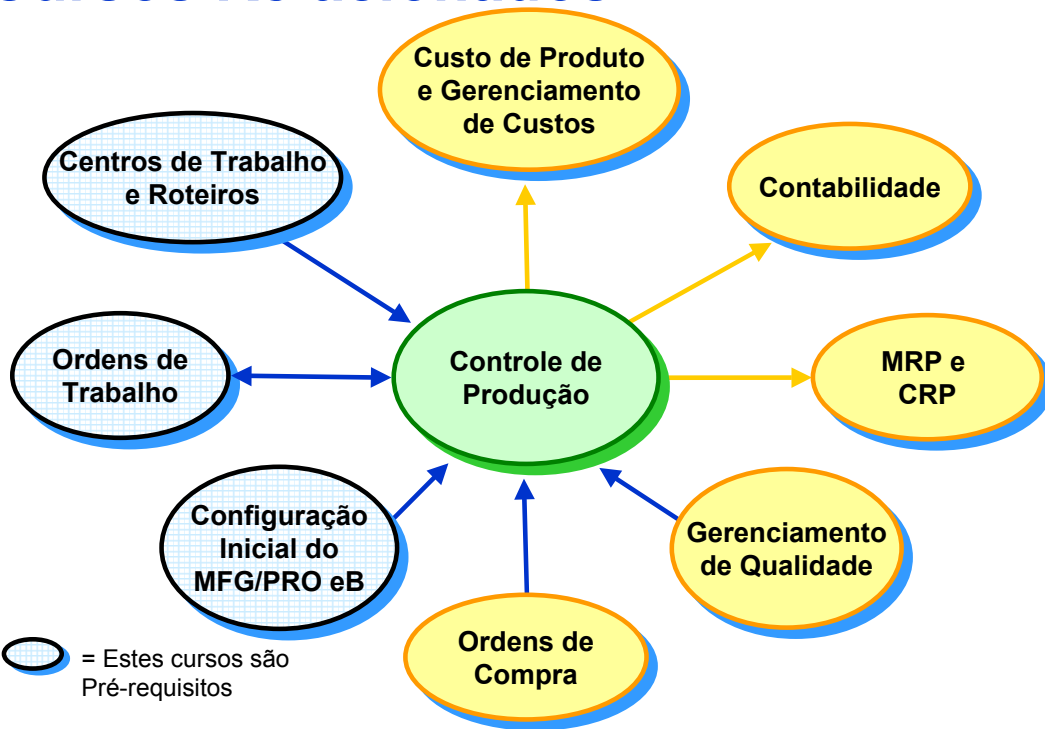 Custo de Produto
e Gerenciamento
de Custos
Centros de Trabalho
e Roteiros
Contabilidade
Ordens de
Trabalho
Controle de
Produção
MRP e
CRP
Configuração
Inicial do
MFG/PRO eB
Gerenciamento
de Qualidade
Ordens de
Compra
= Estes cursos são
Pré-requisitos